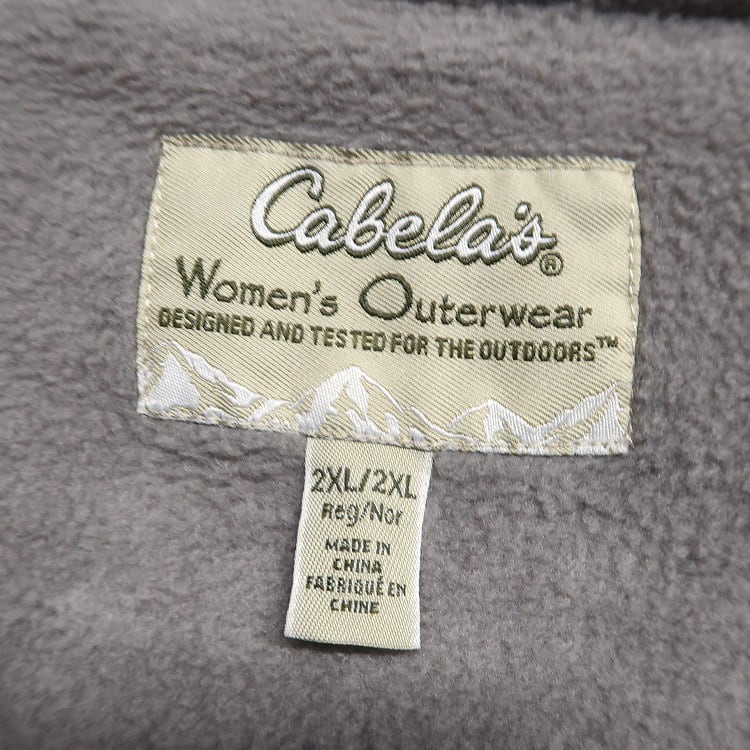 Cabela's®
Women's Outerwear
DESIGNED AND TESTED FOR THE OUTDOORS™
2XL/2XL
Reg/Nor
MADE IN
CHINA
FABRIQUÉ EN
CHINE